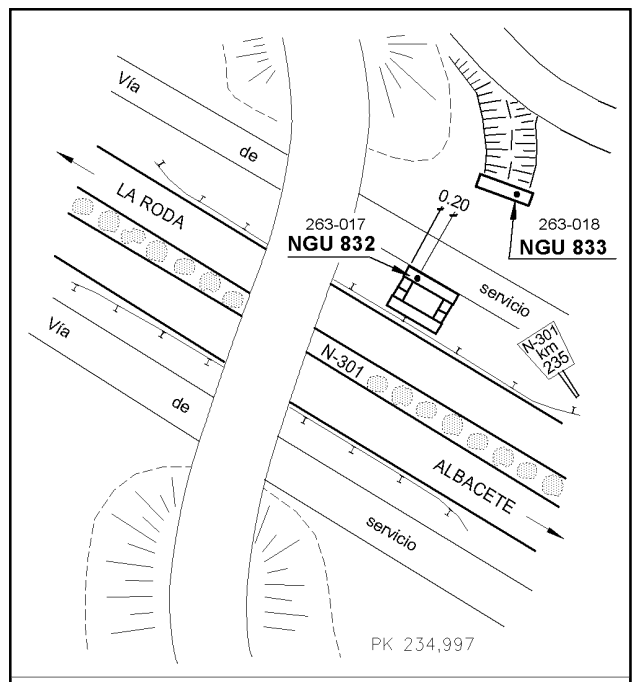 Vía
de
servicio
LA RODA
0.20
263-017
NGU 832
263-018
NGU 833
N-301
km
235
N-301
ALBACETE
Vía
de
servicio
PK 234,997